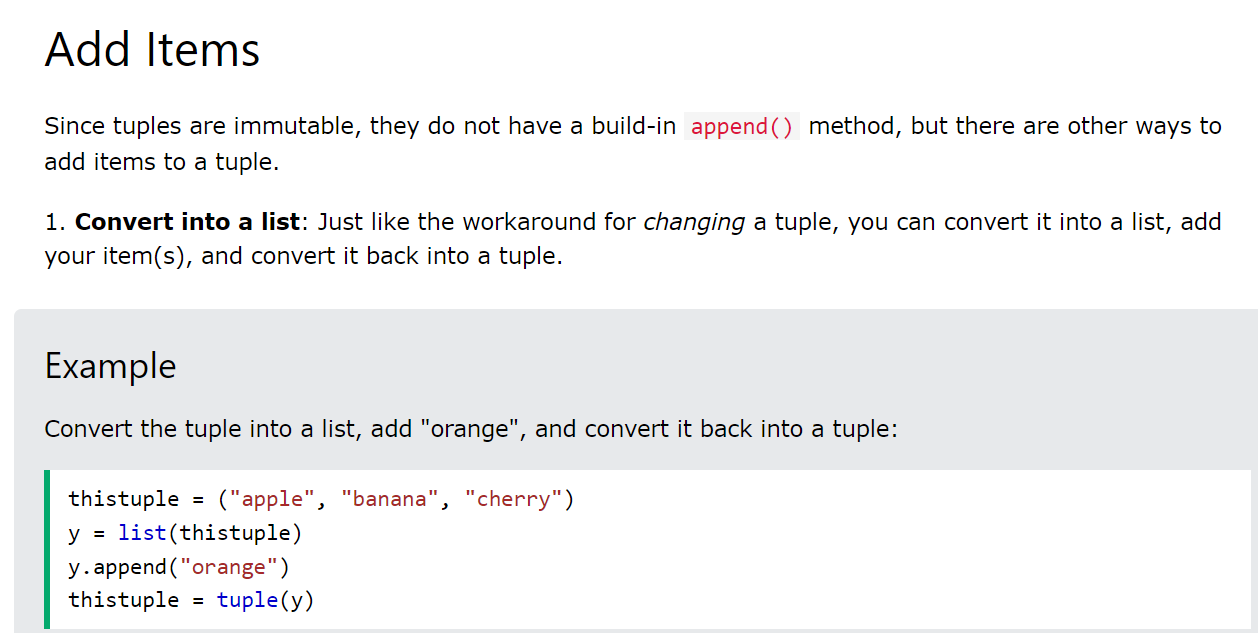 Add Items
Since tuples are immutable, they do not have a build-in append() method, but there are other ways to
add items to a tuple.
1. Convert into a list: Just like the workaround for changing a tuple, you can convert it into a list, add
your item(s), and convert it back into a tuple.
Example
Convert the tuple into a list, add "orange", and convert it back into a tuple:
thistuple = ("apple", "banana", "cherry")
y = list(thistuple)
y.append("orange")
thistuple = tuple(y)